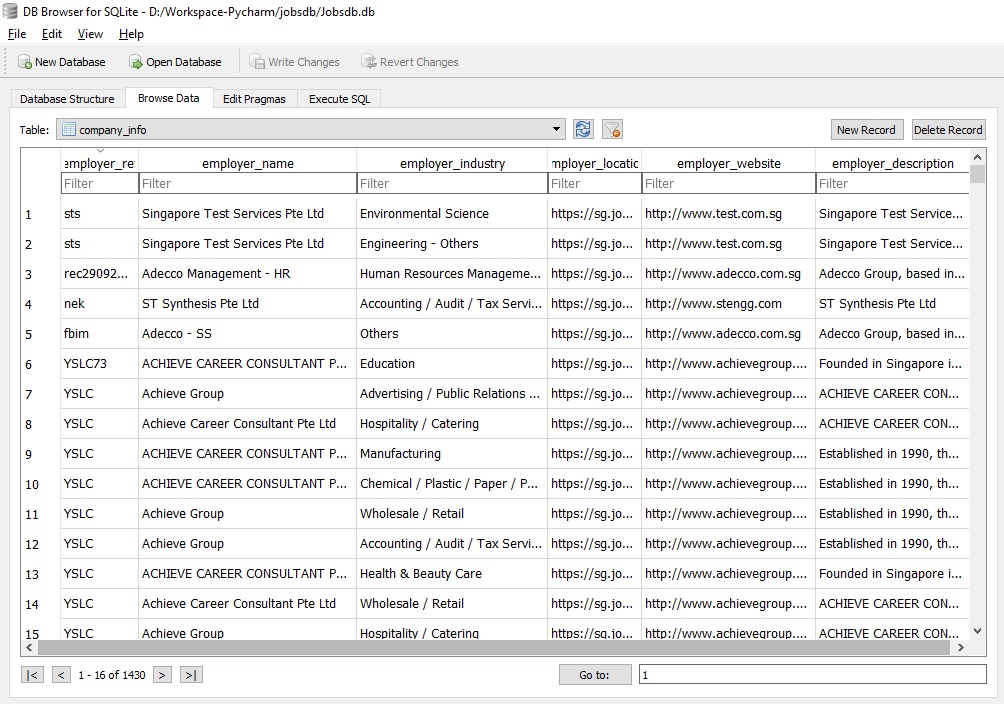 DB Browser for SQLite - D:/Workspace-Pycharm/jobsdb/Jobsdb.db
File Edit View Help
New Database Open Database Write Changes Revert Changes
Database Structure Browse Data Edit Pragmas Execute SQL
Table: company_info New Record Delete Record
employer_re employer_name employer_industry mployer_locatic employer_website employer_description
Filter Filter Filter Filter Filter Filter
1 sts Singapore Test Services Pte Ltd Environmental Science https://sg.jo... http://www.test.com.sg Singapore Test Service...
2 sts Singapore Test Services Pte Ltd Engineering - Others https://sg.jo... http://www.test.com.sg Singapore Test Service...
3 rec29092... Adecco Management - HR Human Resources Manageme... https://sg.jo... http://www.adecco.com.sg Adecco Group, based in...
4 nek ST Synthesis Pte Ltd Accounting / Audit / Tax Servi... https://sg.jo... http://www.stengg.com ST Synthesis Pte Ltd
5 fbim Adecco - SS Others https://sg.jo... http://www.adecco.com.sg Adecco Group, based in...
6 YSLC73 ACHIEVE CAREER CONSULTANT P... Education https://sg.jo... http://www.achievegroup.... Founded in Singapore i...
7 YSLC Achieve Group Advertising / Public Relations ... https://sg.jo... http://www.achievegroup.... ACHIEVE CAREER CON...
8 YSLC Achieve Career Consultant Pte Ltd Hospitality / Catering https://sg.jo... http://www.achievegroup.... ACHIEVE CAREER CON...
9 YSLC ACHIEVE CAREER CONSULTANT P... Manufacturing https://sg.jo... http://www.achievegroup.... Established in 1990, th...
10 YSLC ACHIEVE CAREER CONSULTANT P... Chemical / Plastic / Paper / P... https://sg.jo... http://www.achievegroup.... Established in 1990, th...
11 YSLC Achieve Group Wholesale / Retail https://sg.jo... http://www.achievegroup.... Established in 1990, th...
12 YSLC Achieve Group Accounting / Audit / Tax Servi... https://sg.jo... http://www.achievegroup.... Established in 1990, th...
13 YSLC ACHIEVE CAREER CONSULTANT P... Health & Beauty Care https://sg.jo... http://www.achievegroup.... Founded in Singapore i...
14 YSLC Achieve Career Consultant Pte Ltd Wholesale / Retail https://sg.jo... http://www.achievegroup.... ACHIEVE CAREER CON...
15 YSLC Achieve Group Hospitality / Catering https://sg.jo... http://www.achievegroup.... ACHIEVE CAREER CON...
|< < 1 - 16 of 1430 > >| Go to: 1